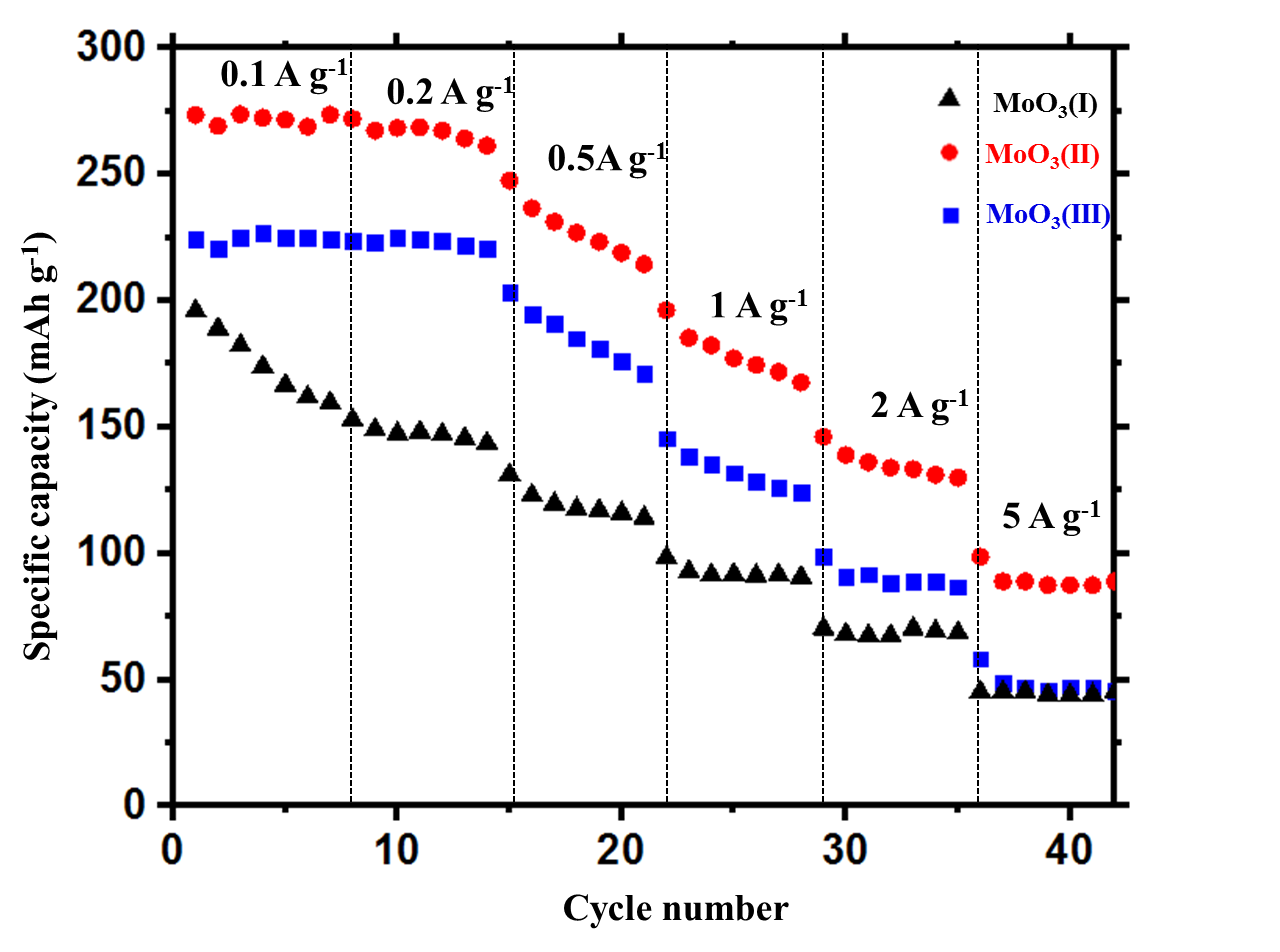 300
250
200
150
100
50
0
0 10 20 30 40
Specific capacity (mAh g⁻¹)
Cycle number
0.1 A g⁻¹
0.2 A g⁻¹
0.5A g⁻¹
1 A g⁻¹
2 A g⁻¹
5 A g⁻¹
MoO₃(I)
MoO₃(II)
MoO₃(III)